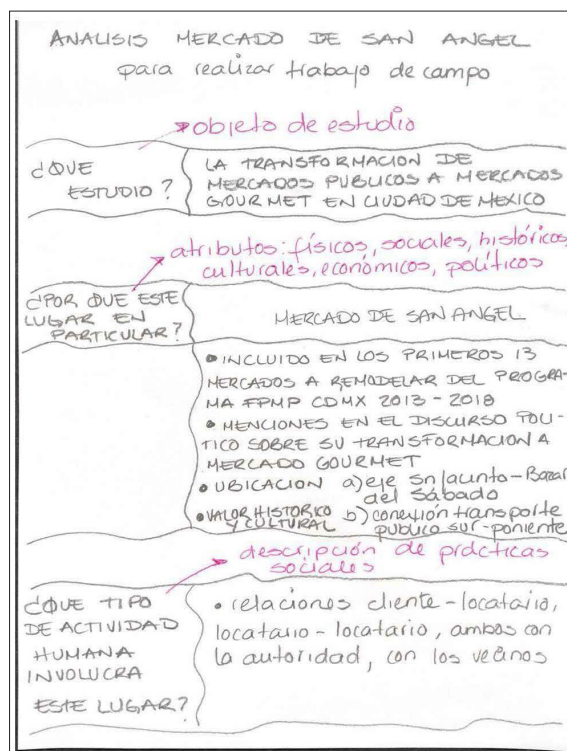 ANALISIS MERCADO DE SAN ANGEL
para realizar trabajo de campo
objeto de estudio
¿QUE
ESTUDIO?
LA TRANSFORMACION DE
MERCADOS PUBLICOS A MERCADOS
GOURMET EN CIUDAD DE MEXICO
atributos: físicos, sociales, históricos,
culturales, económicos, políticos
¿POR QUE ESTE
LUGAR EN
PARTICULAR?
MERCADO DE SAN ANGEL
• INCLUIDO EN LOS PRIMEROS 13
MERCADOS A REMODELAR DEL PROGRA-
MA FPMP CDMX 2013-2018
• MENCIONES EN EL DISCURSO POLI-
TICO SOBRE SU TRANSFORMACION A
MERCADO GOURMET
• UBICACION a) eje Sn Jacinto-Bazar
del Sábado
• VALOR HISTORICO
Y CULTURAL
b) conexión transporte
publico sur-poniente
descripción de prácticas
sociales
¿QUE TIPO
DE ACTIVIDAD
HUMANA
INVOLUCRA
ESTE LUGAR?
• relaciones cliente-locatario,
locatario-locatario, ambos con
la autoridad, con los vecinos